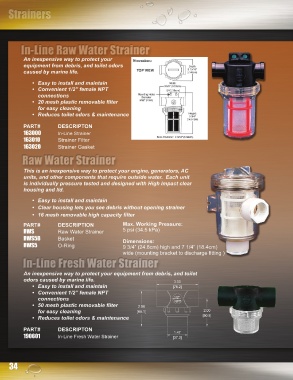 Strainers
In-Line Raw Water Strainer
An inexpensive way to protect your
equipment from debris, and toilet odors
caused by marine life.
• Easy to install and maintain
• Convenient 1/2" female NPT
connections
• 20 mesh plastic removable filter
for easy cleaning
• Reduces toilet odors & maintenance
PART# DESCRIPTON
163000 In-Line Strainer
163010 Strainer Filter
163020 Strainer Gasket
Dimensions:
TOP VIEW
Raw Water Strainer
This is an inexpensive way to protect your engine, generators, AC
units, and other components that require outside water. Each unit
is individually pressure tested and designed with High impact clear
housing and lid.
• Easy to install and maintain
• Clear housing lets you see debris without opening strainer
• 16 mesh removable high capacity filter
PART# DESCRIPTON
RWS Raw Water Strainer
RWS50 Basket
RWS5 O-Ring
Max. Working Pressure:
5 psi (34.5 kPa)
Dimensions:
9 3/4" (24.8cm) high and 7 1/4" (18.4cm)
wide (mounting bracket to discharge fitting )
In-Line Fresh Water Strainer
An inexpensive way to protect your equipment from debris, and toilet
odors caused by marine life.
• Easy to install and maintain
• Convenient 1/2" female NPT
connections
• 50 mesh plastic removable filter
for easy cleaning
• Reduces toilet odors & maintenance
PART# DESCRIPTON
190601 In-Line Fresh Water Strainer
34